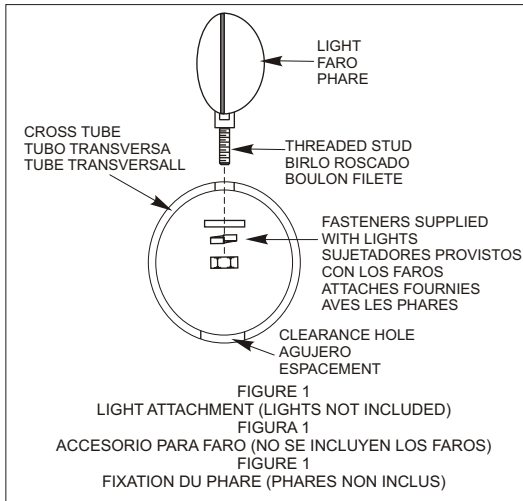 LIGHT
FARO
PHARE
CROSS TUBE
TUBO TRANSVERSA
TUBE TRANSVERSALL
THREADED STUD
BIRLO ROSCADO
BOULON FILETE
FASTENERS SUPPLIED
WITH LIGHTS
SUJETADORES PROVISTOS
CON LOS FAROS
ATTACHES FOURNIES
AVES LES PHARES
CLEARANCE HOLE
AGUJERO
ESPACEMENT
FIGURE 1
LIGHT ATTACHMENT (LIGHTS NOT INCLUDED)
FIGURA 1
ACCESORIO PARA FARO (NO SE INCLUYEN LOS FAROS)
FIGURE 1
FIXATION DU PHARE (PHARES NON INCLUS)